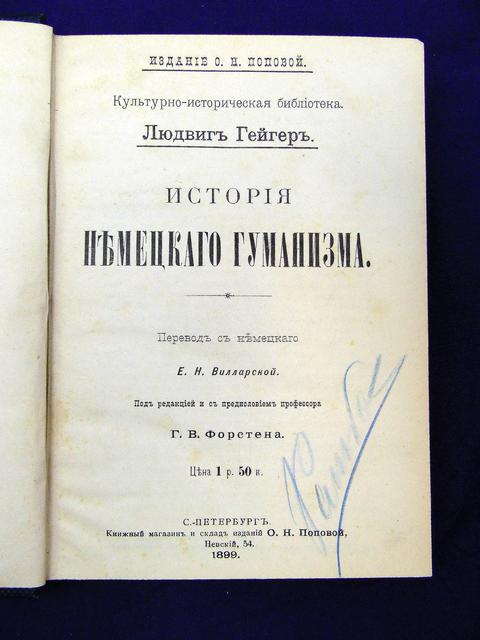 ИЗДАНІЕ О. Н. ПОПОВОЙ.
Культурно-историческая библіотека.
Людвигъ Гейгеръ.
ИСТОРІЯ
НѢМЕЦКАГО ГУМАНИЗМА.
Переводъ съ нѣмецкаго
Е. Н. Вилларской.
Подъ редакціей и съ предисловіемъ профессора
Г. В. Форстена.
Цѣна 1 р. 50 к.
С.-ПЕТЕРБУРГЪ.
Книжный магазинъ и складъ изданій О. Н. Поповой,
Невскій, 54.
1899.